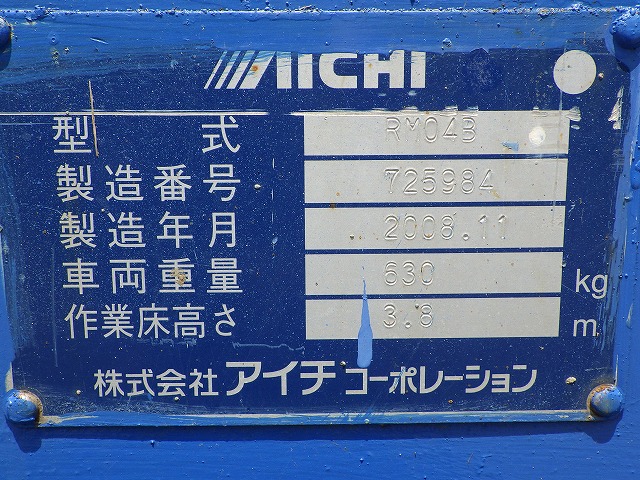 AICHI
型式 RM04B
製造番号 725984
製造年月 2008.11
車両重量 630 kg
作業床高さ 3.8 m
株式会社アイチコーポレーション